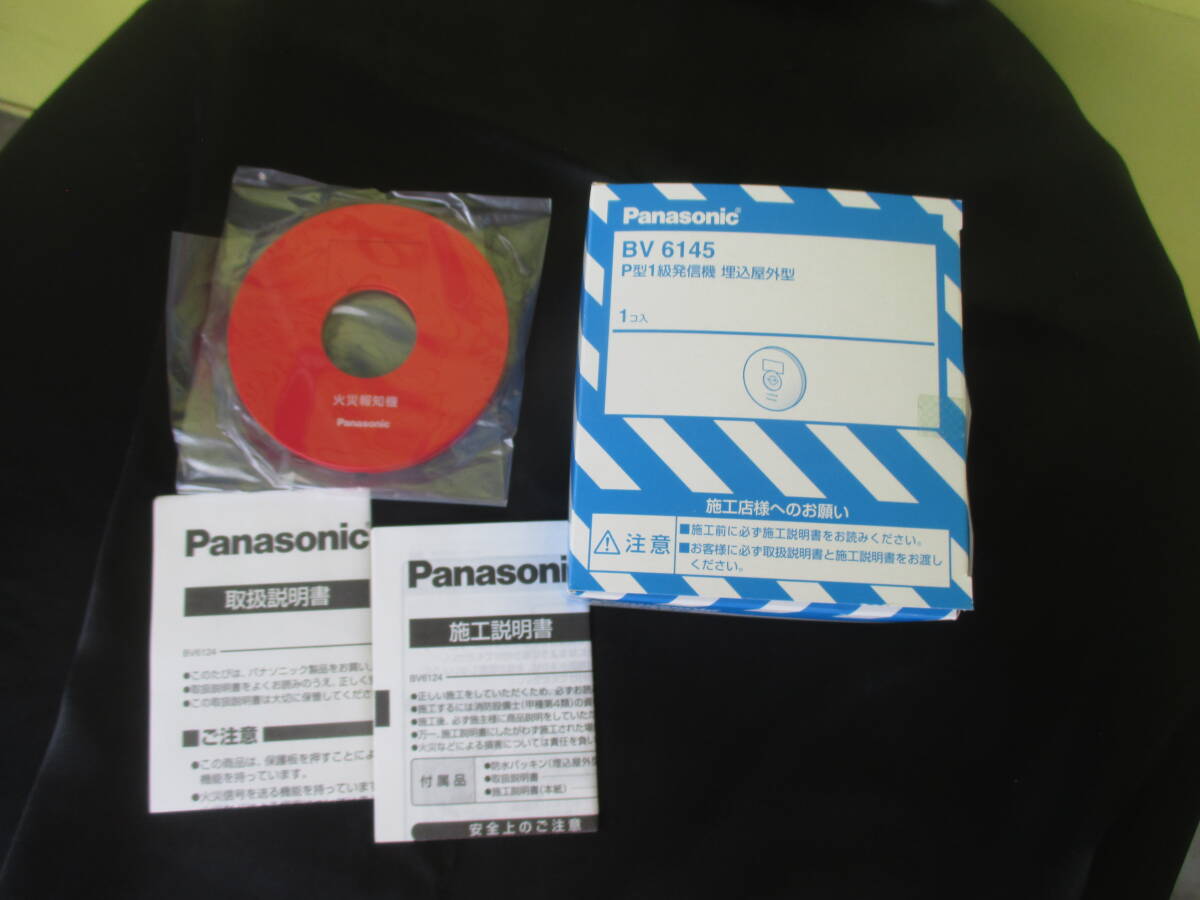 火災報知機
Panasonic
Panasonic
BV 6145
P型1級発信機 埋込屋外型
1コ入
施工店様へのお願い
注意
■施工前に必ず施工説明書をお読みください。
■お客様に必ず取扱説明書と施工説明書をお渡し
ください。
Panasonic
取扱説明書
BV6124
●このたびは、パナソニック製品をお買い
●取扱説明書をよくお読みのうえ、正しく
●この取扱説明書は大切に保管してくださ
■ご注意
●この商品は、保護板を押すことによ
機能を持っています。
●火災信号を送る機能を持っています
Panasoni
施工説明書
BV6124
●正しい施工をしていただくため、必ずお読
●施工するには消防設備士(甲種第4類)の資
●施工後、必ず施主様に商品説明をしていただ
●万一、施工説明書にしたがわず施工された場
●火災などによる損害については責任を負い
付属品
●防水パッキン(埋込屋外型
●取扱説明書
●施工説明書(本紙)
安全上のご注意